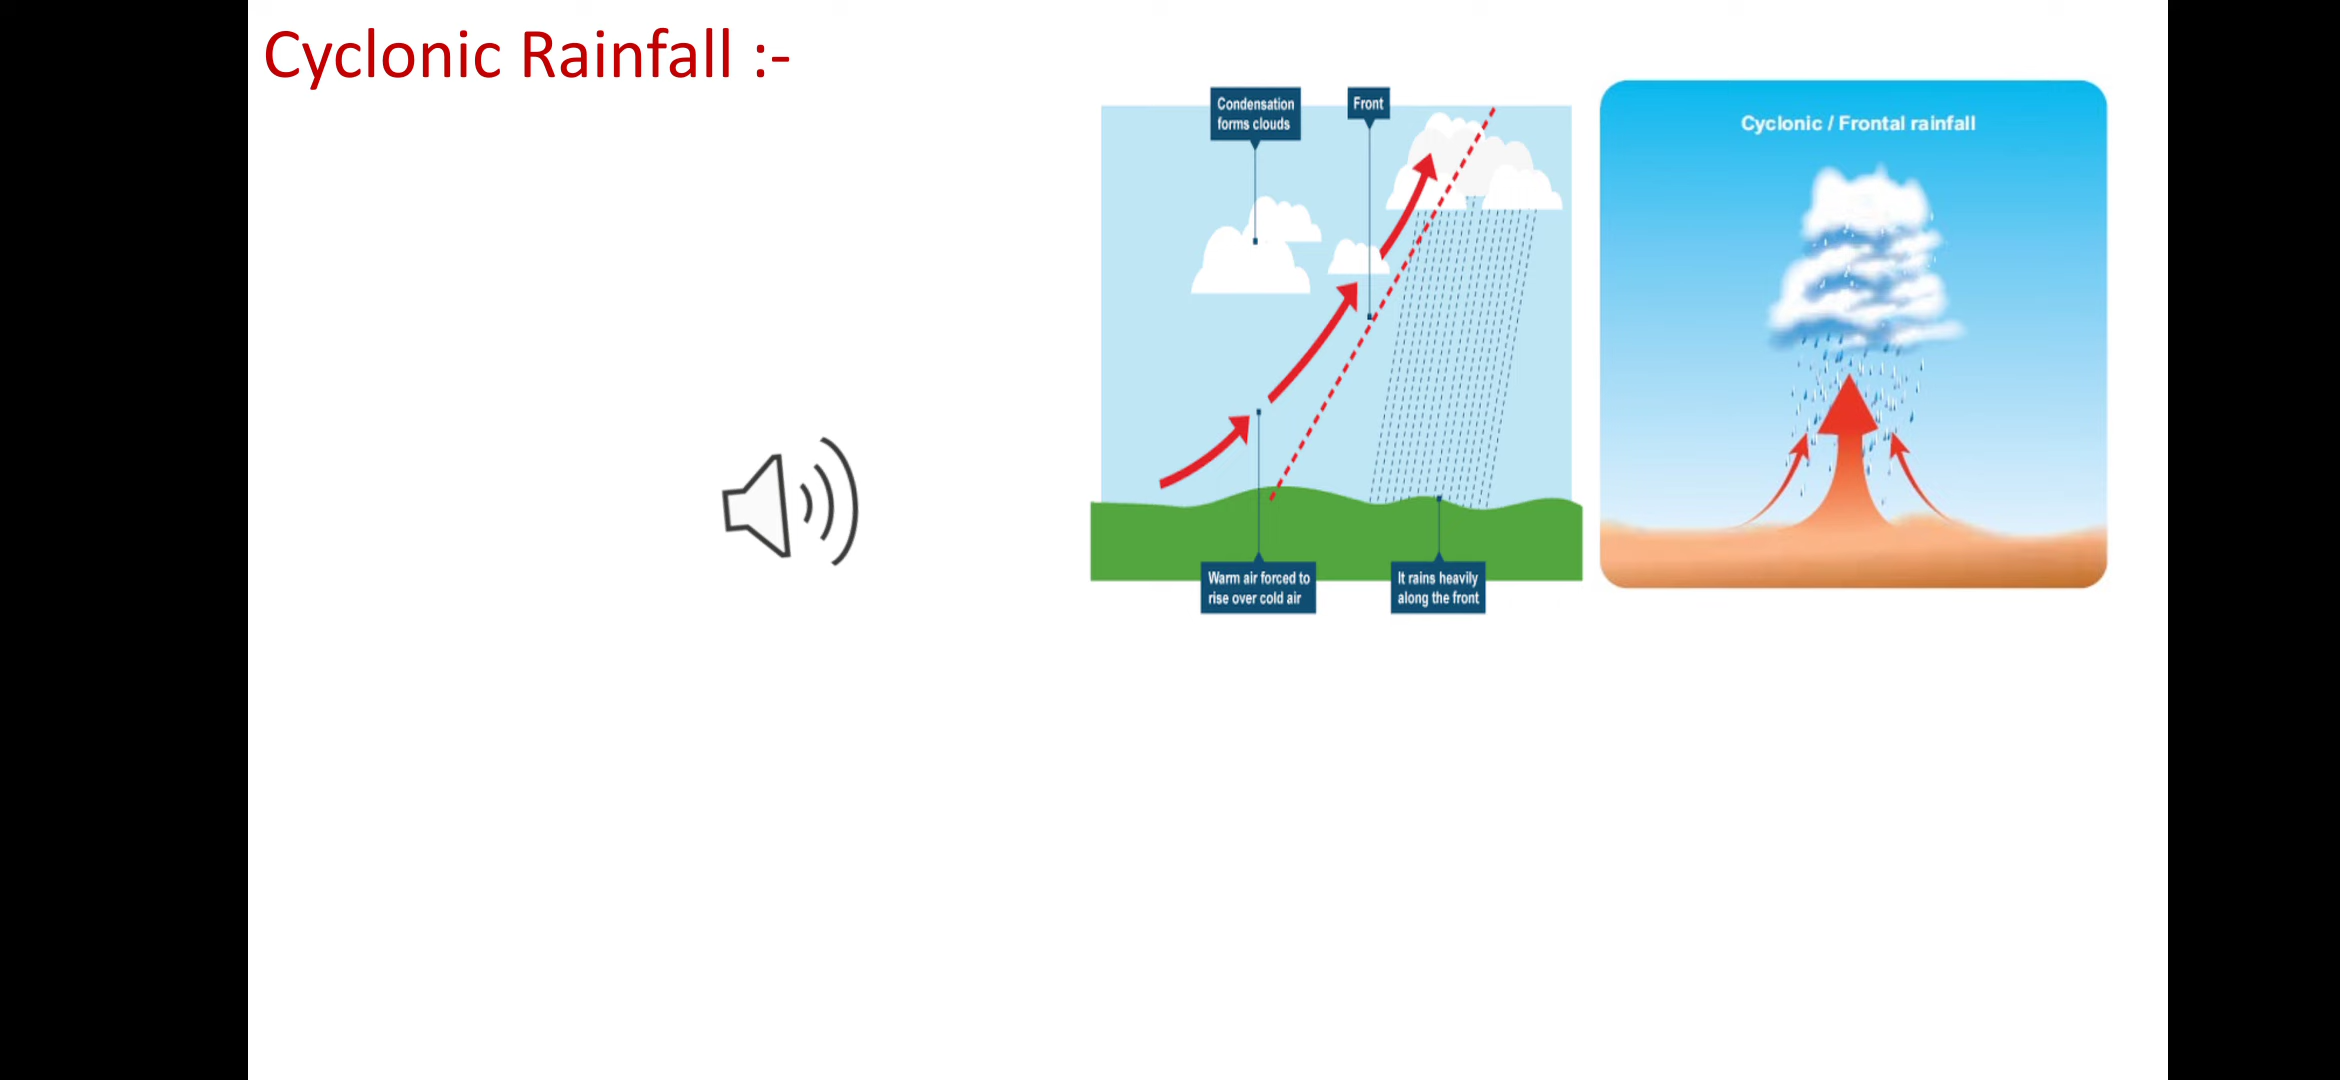 Cyclonic Rainfall :-
Condensation
forms clouds
Front
Warm air forced to
rise over cold air
It rains heavily
along the front
Cyclonic / Frontal rainfall